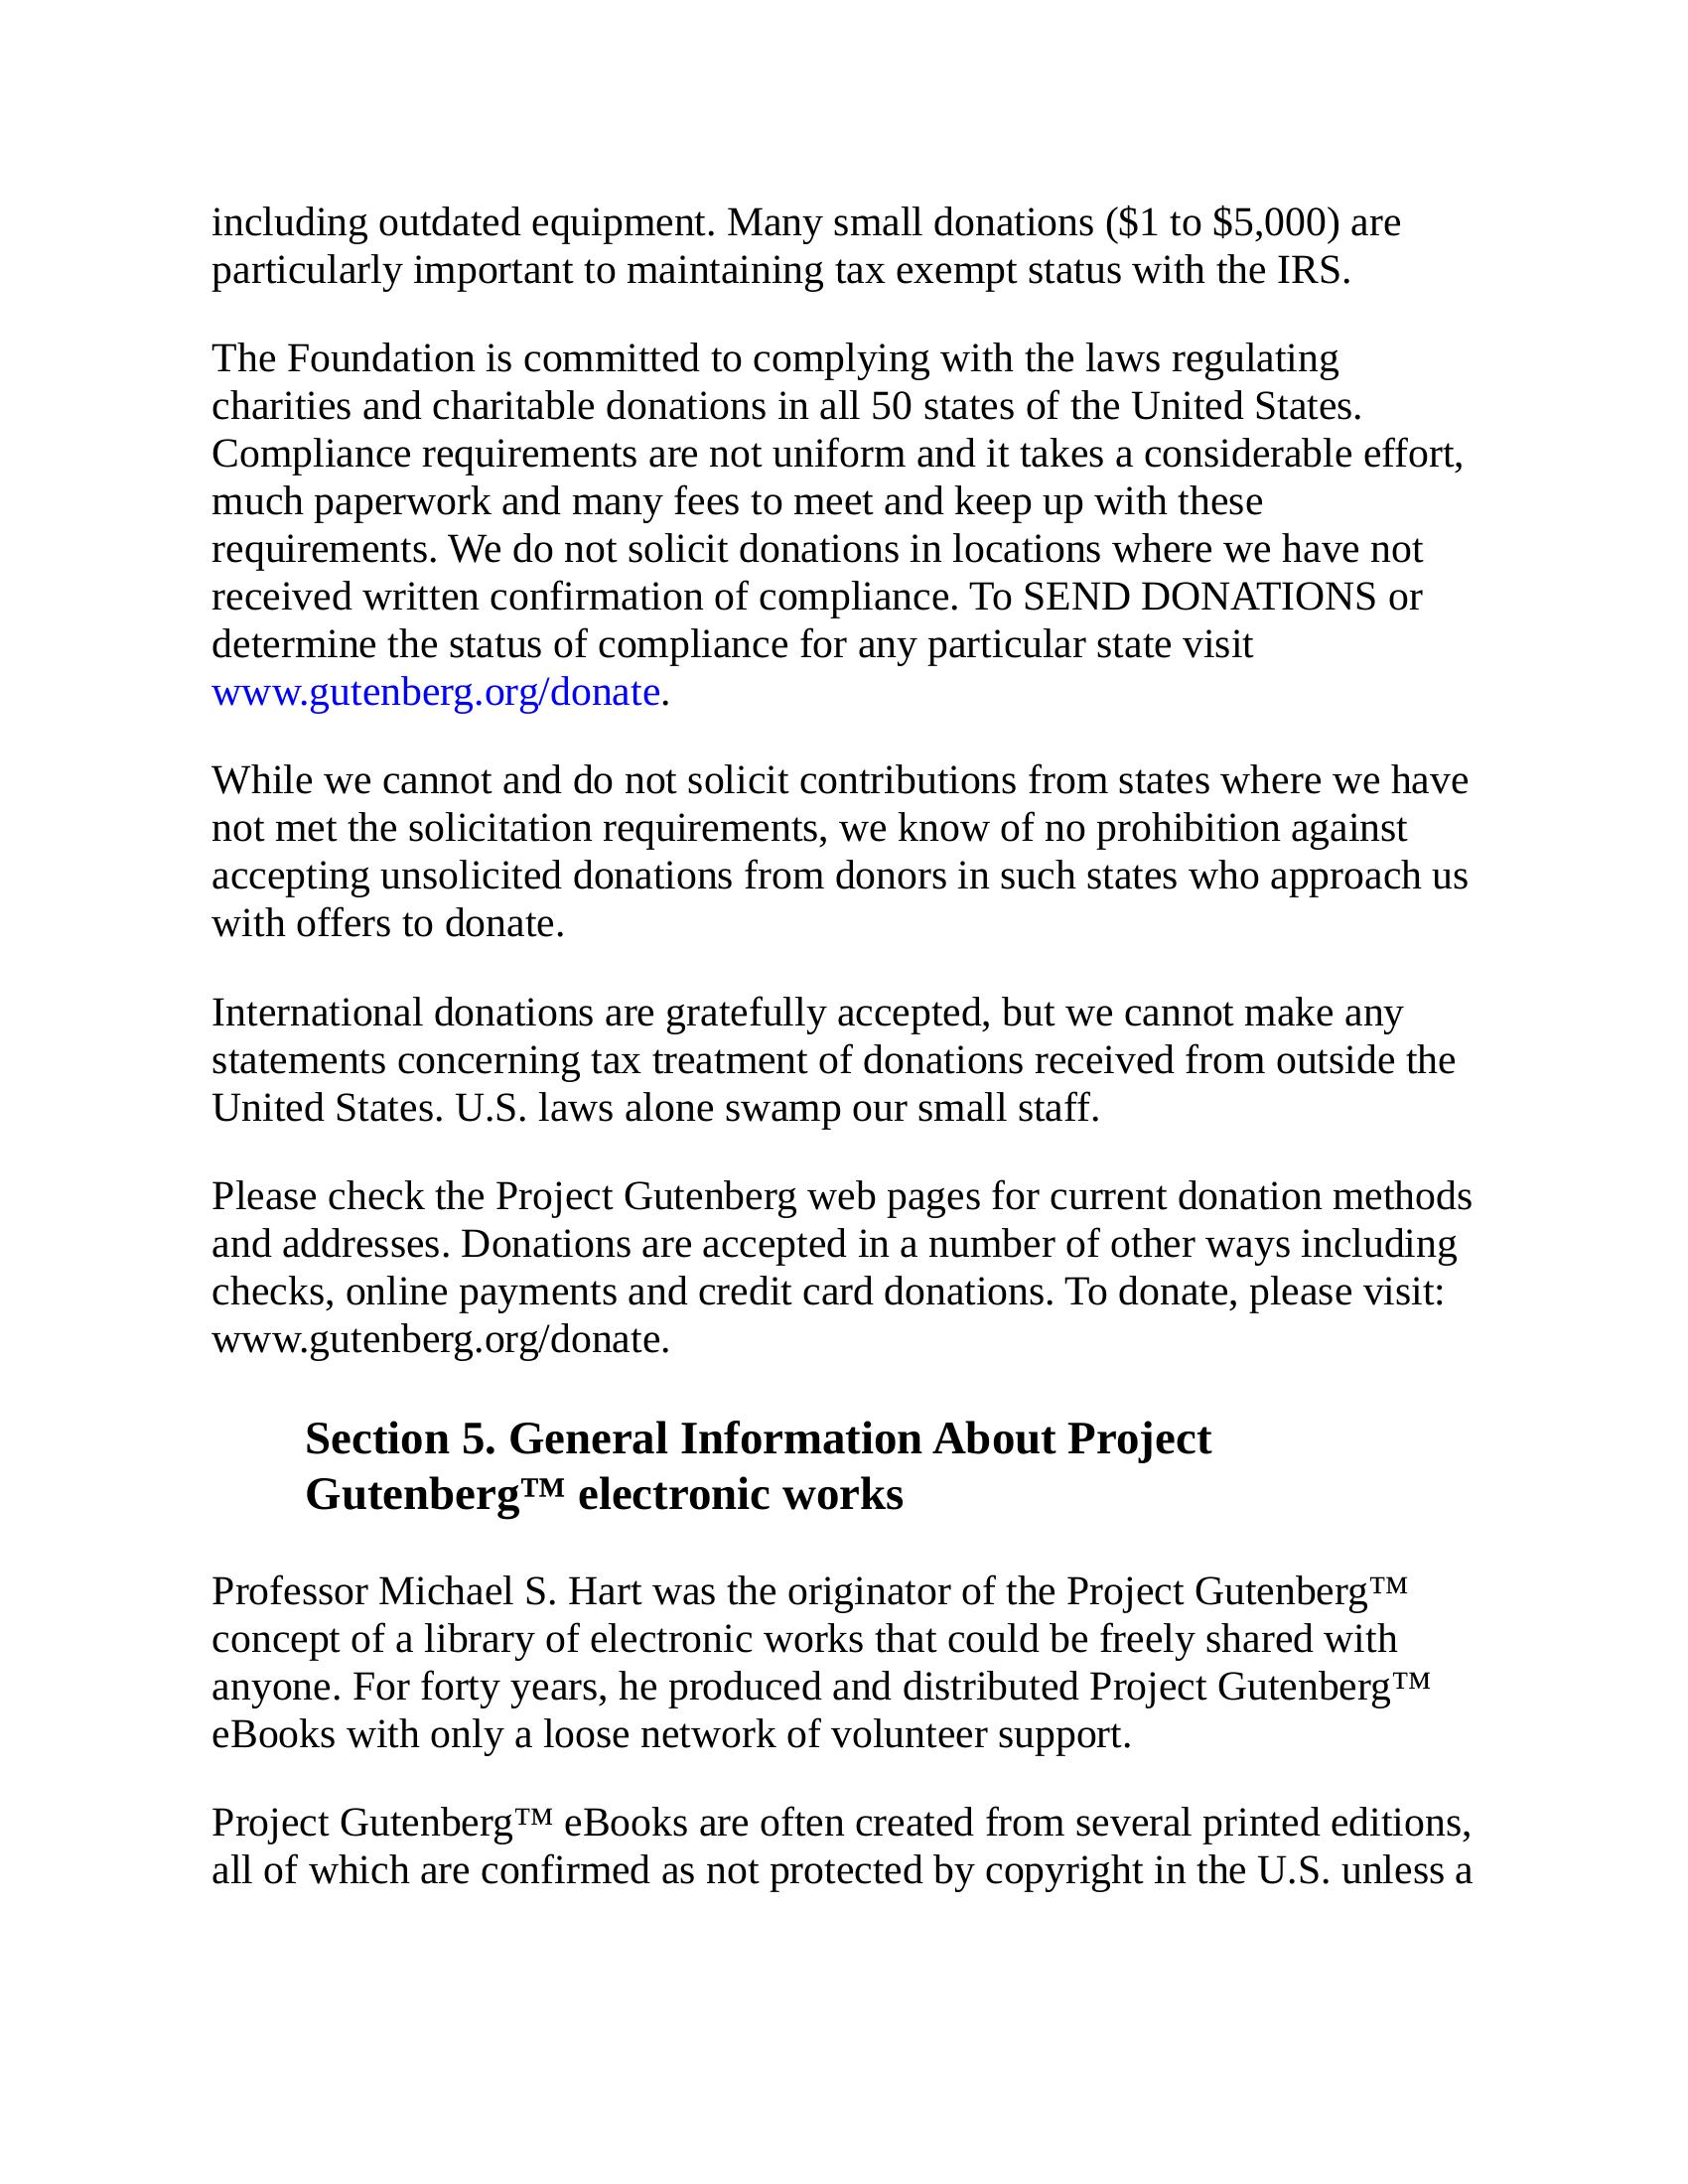 including outdated equipment. Many small donations ($1 to $5,000) are
particularly important to maintaining tax exempt status with the IRS.
The Foundation is committed to complying with the laws regulating
charities and charitable donations in all 50 states of the United States.
Compliance requirements are not uniform and it takes a considerable effort,
much paperwork and many fees to meet and keep up with these
requirements. We do not solicit donations in locations where we have not
received written confirmation of compliance. To SEND DONATIONS or
determine the status of compliance for any particular state visit
www.gutenberg.org/donate.
While we cannot and do not solicit contributions from states where we have
not met the solicitation requirements, we know of no prohibition against
accepting unsolicited donations from donors in such states who approach us
with offers to donate.
International donations are gratefully accepted, but we cannot make any
statements concerning tax treatment of donations received from outside the
United States. U.S. laws alone swamp our small staff.
Please check the Project Gutenberg web pages for current donation methods
and addresses. Donations are accepted in a number of other ways including
checks, online payments and credit card donations. To donate, please visit:
www.gutenberg.org/donate.
Section 5. General Information About Project
Gutenberg™ electronic works
Professor Michael S. Hart was the originator of the Project Gutenberg™
concept of a library of electronic works that could be freely shared with
anyone. For forty years, he produced and distributed Project Gutenberg™
eBooks with only a loose network of volunteer support.
Project Gutenberg™ eBooks are often created from several printed editions,
all of which are confirmed as not protected by copyright in the U.S. unless a